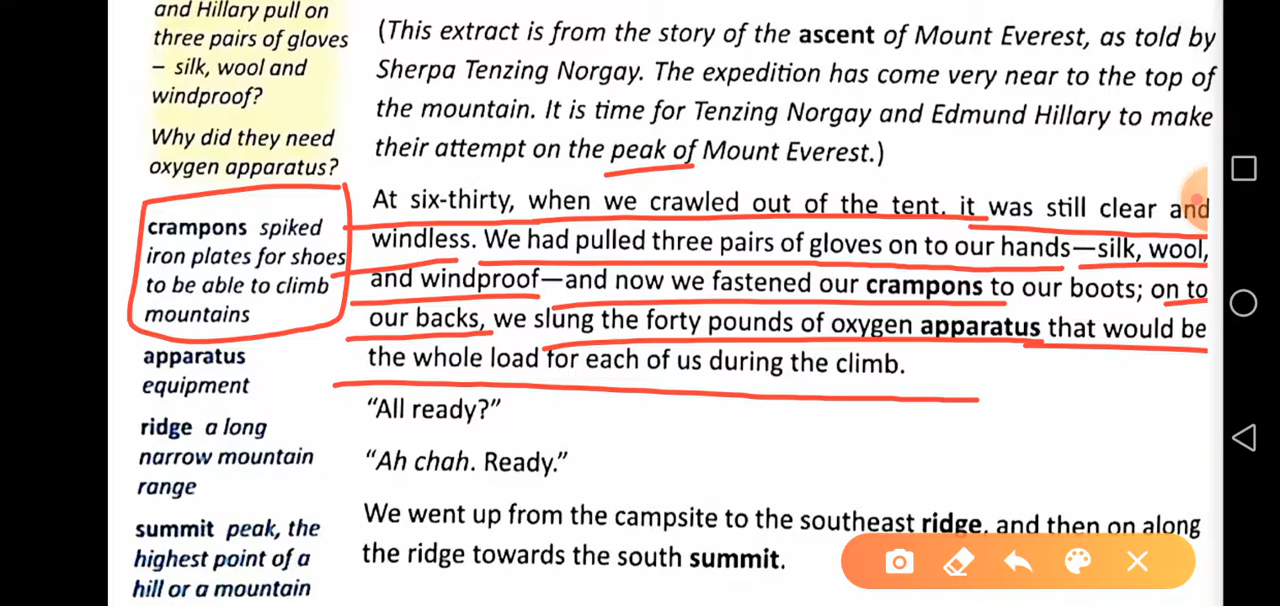 and Hillary pull on
three pairs of gloves
– silk, wool and
windproof?
Why did they need
oxygen apparatus?
crampons spiked
iron plates for shoes
to be able to climb
mountains
apparatus
equipment
ridge a long
narrow mountain
range
summit peak, the
highest point of a
hill or a mountain
(This extract is from the story of the ascent of Mount Everest, as told by
Sherpa Tenzing Norgay. The expedition has come very near to the top of
the mountain. It is time for Tenzing Norgay and Edmund Hillary to make
their attempt on the peak of Mount Everest.)
At six-thirty, when we crawled out of the tent, it was still clear and
windless. We had pulled three pairs of gloves on to our hands—silk, wool,
and windproof—and now we fastened our crampons to our boots; on to
our backs, we slung the forty pounds of oxygen apparatus that would be
the whole load for each of us during the climb.
“All ready?”
“Ah chah. Ready.”
We went up from the campsite to the southeast ridge, and then on along
the ridge towards the south summit.